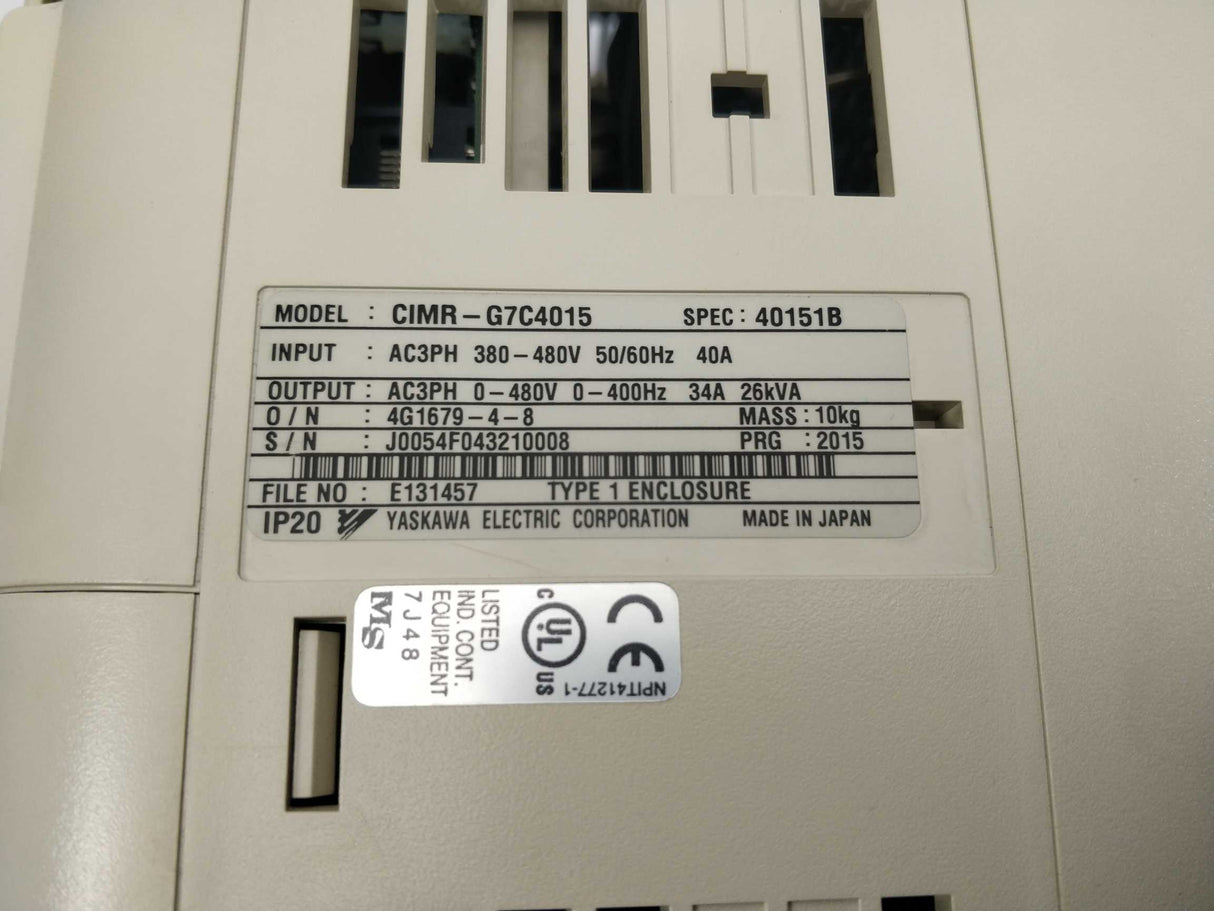 MODEL : CIMR-G7C4015 SPEC: 40151B
INPUT : AC3PH 380-480V 50/60Hz 40A
OUTPUT : AC3PH 0-480V 0-400Hz 34A 26kVA
O/N : 4G1679-4-8 MASS : 10kg
S/N : J0054F043210008 PRG : 2015
FILE NO : E131457 TYPE 1 ENCLOSURE
IP20 YASKAWA ELECTRIC CORPORATION MADE IN JAPAN
LISTED
IND. CONT.
EQUIPMENT
7J48
MS
C UL US
CE
NPIT41277-1